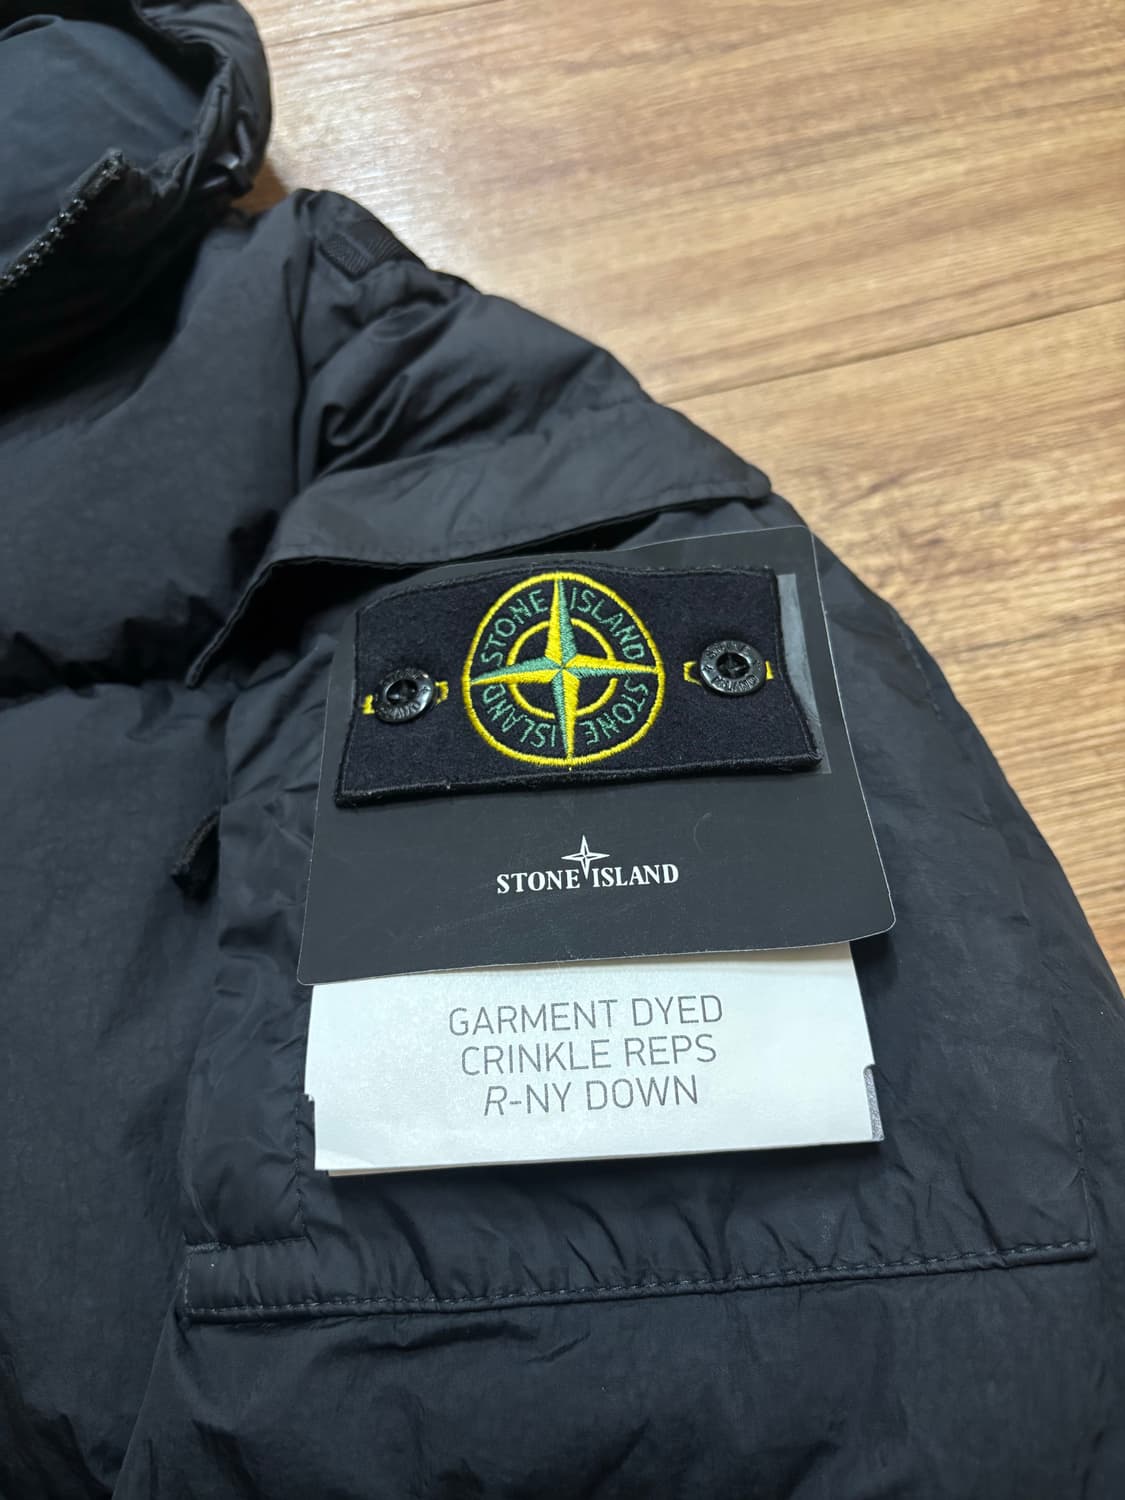 STONE ISLAND
STONE ISLAND
STONE ISLAND
GARMENT DYED
CRINKLE REPS
R-NY DOWN